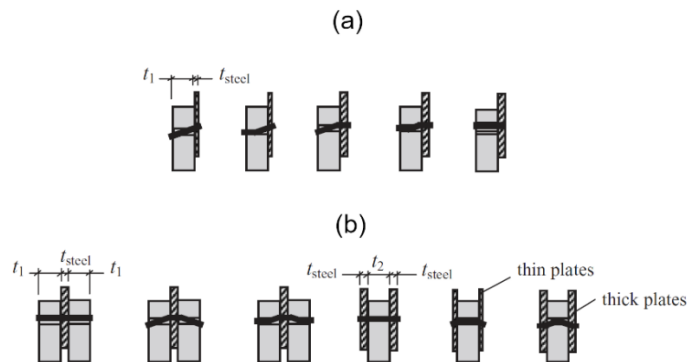 (a)
t1 tsteel
(b)
t1 tsteel t1
tsteel t2 tsteel
thin plates
thick plates